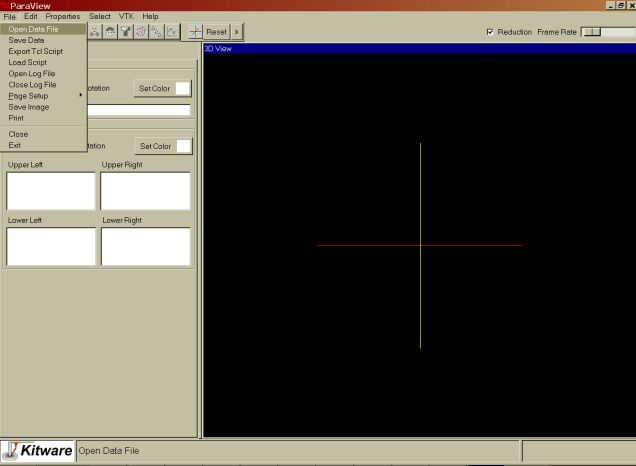 ParaView
File Edit Properties Select VTK Help
Open Data File
Save Data
Export Tcl Script
Load Script
Open Log File
Close Log File
Page Setup
Save Image
Print
Close
Exit
Reset >
Reduction Frame Rate
3D View
Set Color
Set Color
Upper Left Upper Right
Lower Left Lower Right
Kitware Open Data File